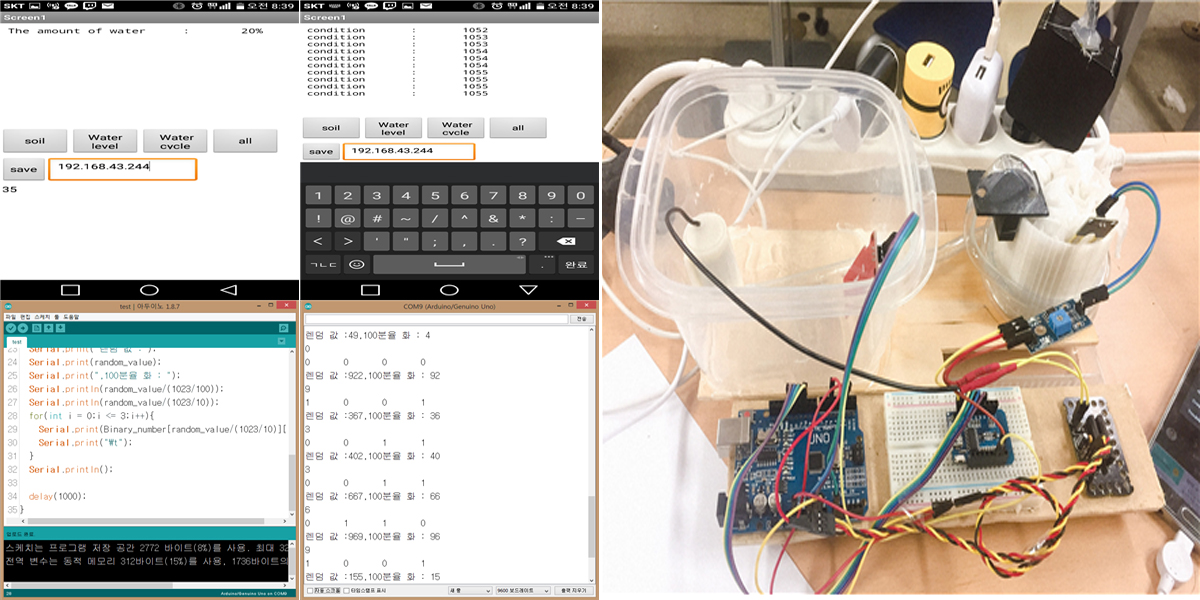 SKT 오전 8:39
Screen1
The amount of water : 20%
soil
Water level
Water cycle
all
save
192.168.43.244
35
SKT 오전 8:39
Screen1
condition : 1052
condition : 1053
condition : 1053
condition : 1054
condition : 1054
condition : 1054
condition : 1055
condition : 1055
condition : 1055
condition : 1055
soil
Water level
Water cycle
all
save
192.168.43.244
1 2 3 4 5 6 7 8 9 0
! @ # ~ / ^ & * : −
< > ' " ; , . ?
ㄱㄴㄷ . 완료
test | 아두이노 1.8.7
파일 편집 스케치 툴 도움말
test
23 Serial.print("랜덤 값 :");
24 Serial.print(random_value);
25 Serial.print(",100분율 화 : ");
26 Serial.println(random_value/(1023/100));
27 Serial.println(random_value/(1023/10));
28 for(int i = 0;i <= 3;i++){
29 Serial.print(Binary_number[random_value/(1023/10)][
30 Serial.print("₩t");
31 }
32 Serial.println();
33
34 delay(1000);
35 }
업로드 완료.
스케치는 프로그램 저장 공간 2772 바이트(8%)를 사용. 최대 32
전역 변수는 동적 메모리 312바이트(15%)를 사용, 1736바이트의
28 Arduino/Genuino Uno on COM9
COM9 (Arduino/Genuino Uno)
전송
렌덤 값 :49,100분율 화 : 4
0
0 0 0 0
렌덤 값 :922,100분율 화 : 92
9
1 0 0 1
렌덤 값 :367,100분율 화 : 36
3
0 0 1 1
렌덤 값 :402,100분율 화 : 40
3
0 0 1 1
렌덤 값 :667,100분율 화 : 66
6
0 1 1 0
렌덤 값 :969,100분율 화 : 96
9
1 0 0 1
렌덤 값 :155,100분율 화 : 15
자동 스크롤 타임스탬프 표시 새 줄 9600 보드레이트 출력 지우기
UNO